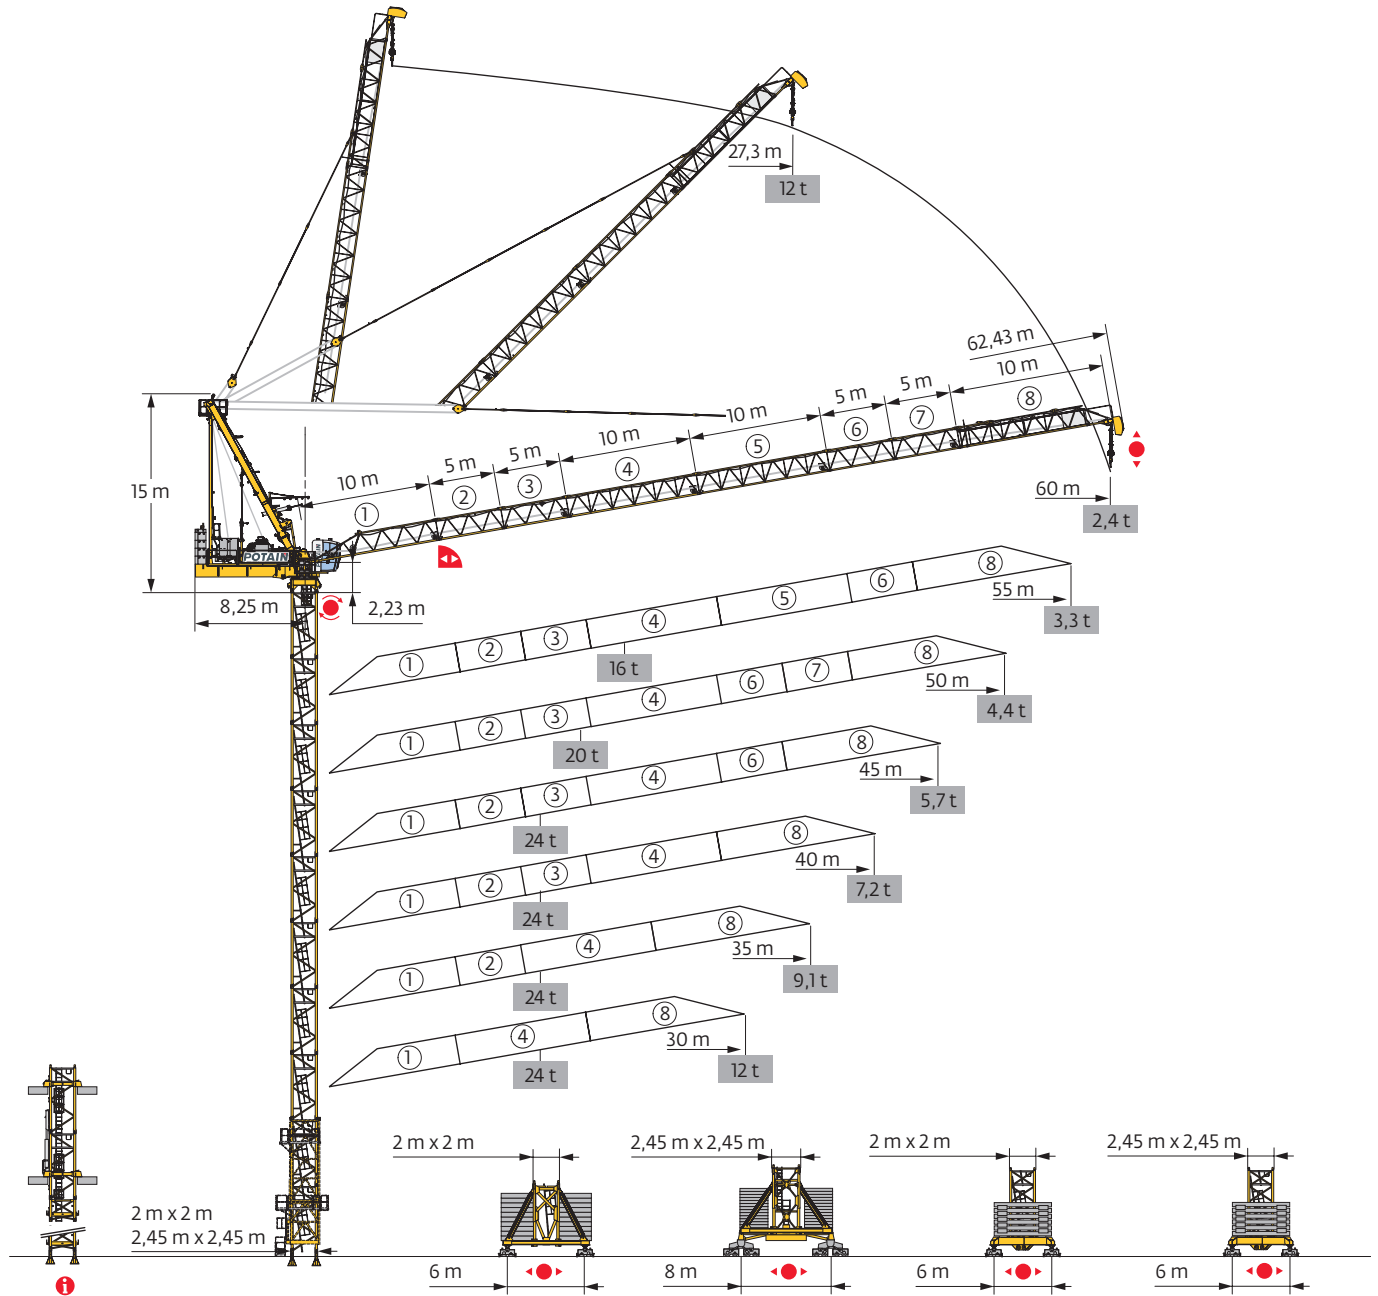 27,3 m
12 t
62,43 m
10 m
5 m
⑧
5 m
⑦
10 m
⑥
10 m
⑤
5 m
④
5 m
③
10 m
②
①
15 m
60 m
2,4 t
POTAIN
8,25 m
2,23 m
① ② ③ ④ ⑤ ⑥ ⑧
55 m
3,3 t
16 t
① ② ③ ④ ⑥ ⑦ ⑧
50 m
4,4 t
20 t
① ② ③ ④ ⑥ ⑧
45 m
5,7 t
24 t
① ② ③ ④ ⑧
40 m
7,2 t
24 t
① ② ④ ⑧
35 m
9,1 t
24 t
① ④ ⑧
30 m
12 t
24 t
2 m x 2 m
2,45 m x 2,45 m
2 m x 2 m
2,45 m x 2,45 m
2 m x 2 m
2,45 m x 2,45 m
6 m
8 m
6 m
6 m
i